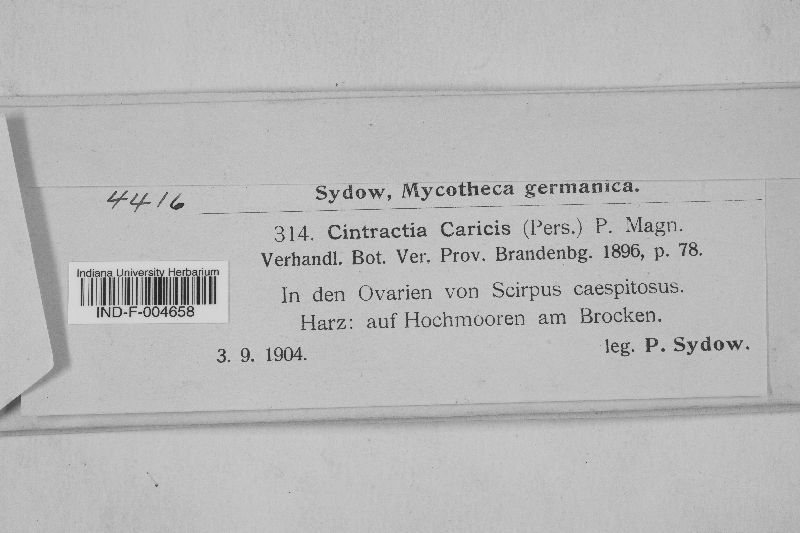 Sydow, Mycotheca germanica.
4416
314. Cintractia Caricis (Pers.) P. Magn.
Verhandl. Bot. Ver. Prov. Brandenbg. 1896, p. 78.
Indiana University Herbarium
IND-F-004658
In den Ovarien von Scirpus caespitosus.
Harz: auf Hochmooren am Brocken.
3. 9. 1904.
leg. P. Sydow.